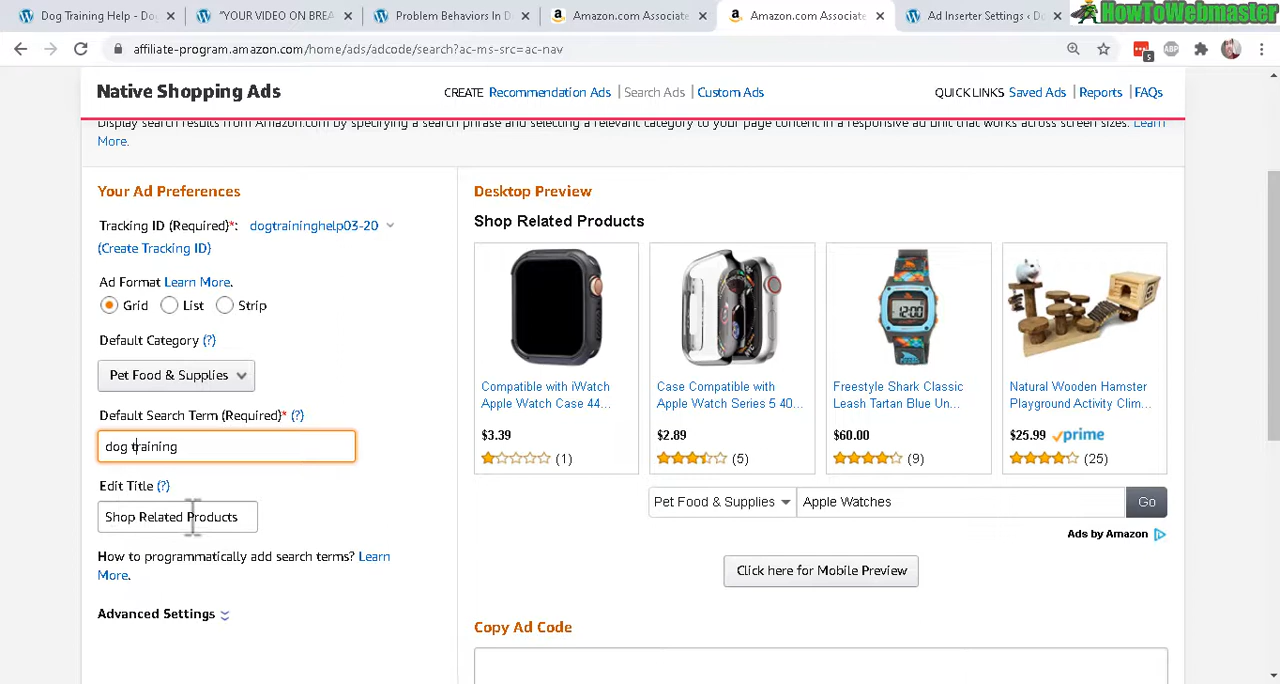 Dog Training Help - Do
"YOUR VIDEO ON BREA
Problem Behaviors In D
Amazon.com Associate
Amazon.com Associate
Ad Inserter Settings ‹ D
HowToWebmaster
affiliate-program.amazon.com/home/ads/adcode/search?ac-ms-src=ac-nav
5
ABP
Native Shopping Ads
CREATE Recommendation Ads | Search Ads | Custom Ads
QUICK LINKS Saved Ads | Reports | FAQs
Display search results from Amazon.com by specifying a search phrase and selecting a relevant category to your page content in a responsive ad unit that works across screen sizes. Learn
More.
Your Ad Preferences
Tracking ID (Required)*: dogtraininghelp03-20
(Create Tracking ID)
Ad Format Learn More.
Grid List Strip
Default Category (?)
Pet Food & Supplies
Default Search Term (Required)* (?)
dog training
Edit Title (?)
Shop Related Products
How to programmatically add search terms? Learn
More.
Advanced Settings
Desktop Preview
Shop Related Products
Compatible with iWatch
Apple Watch Case 44...
$3.39
(1)
Case Compatible with
Apple Watch Series 5 40...
$2.89
(5)
Freestyle Shark Classic
Leash Tartan Blue Un...
$60.00
(9)
Natural Wooden Hamster
Playground Activity Clim...
$25.99 prime
(25)
Pet Food & Supplies Apple Watches Go
Ads by Amazon
Click here for Mobile Preview
Copy Ad Code